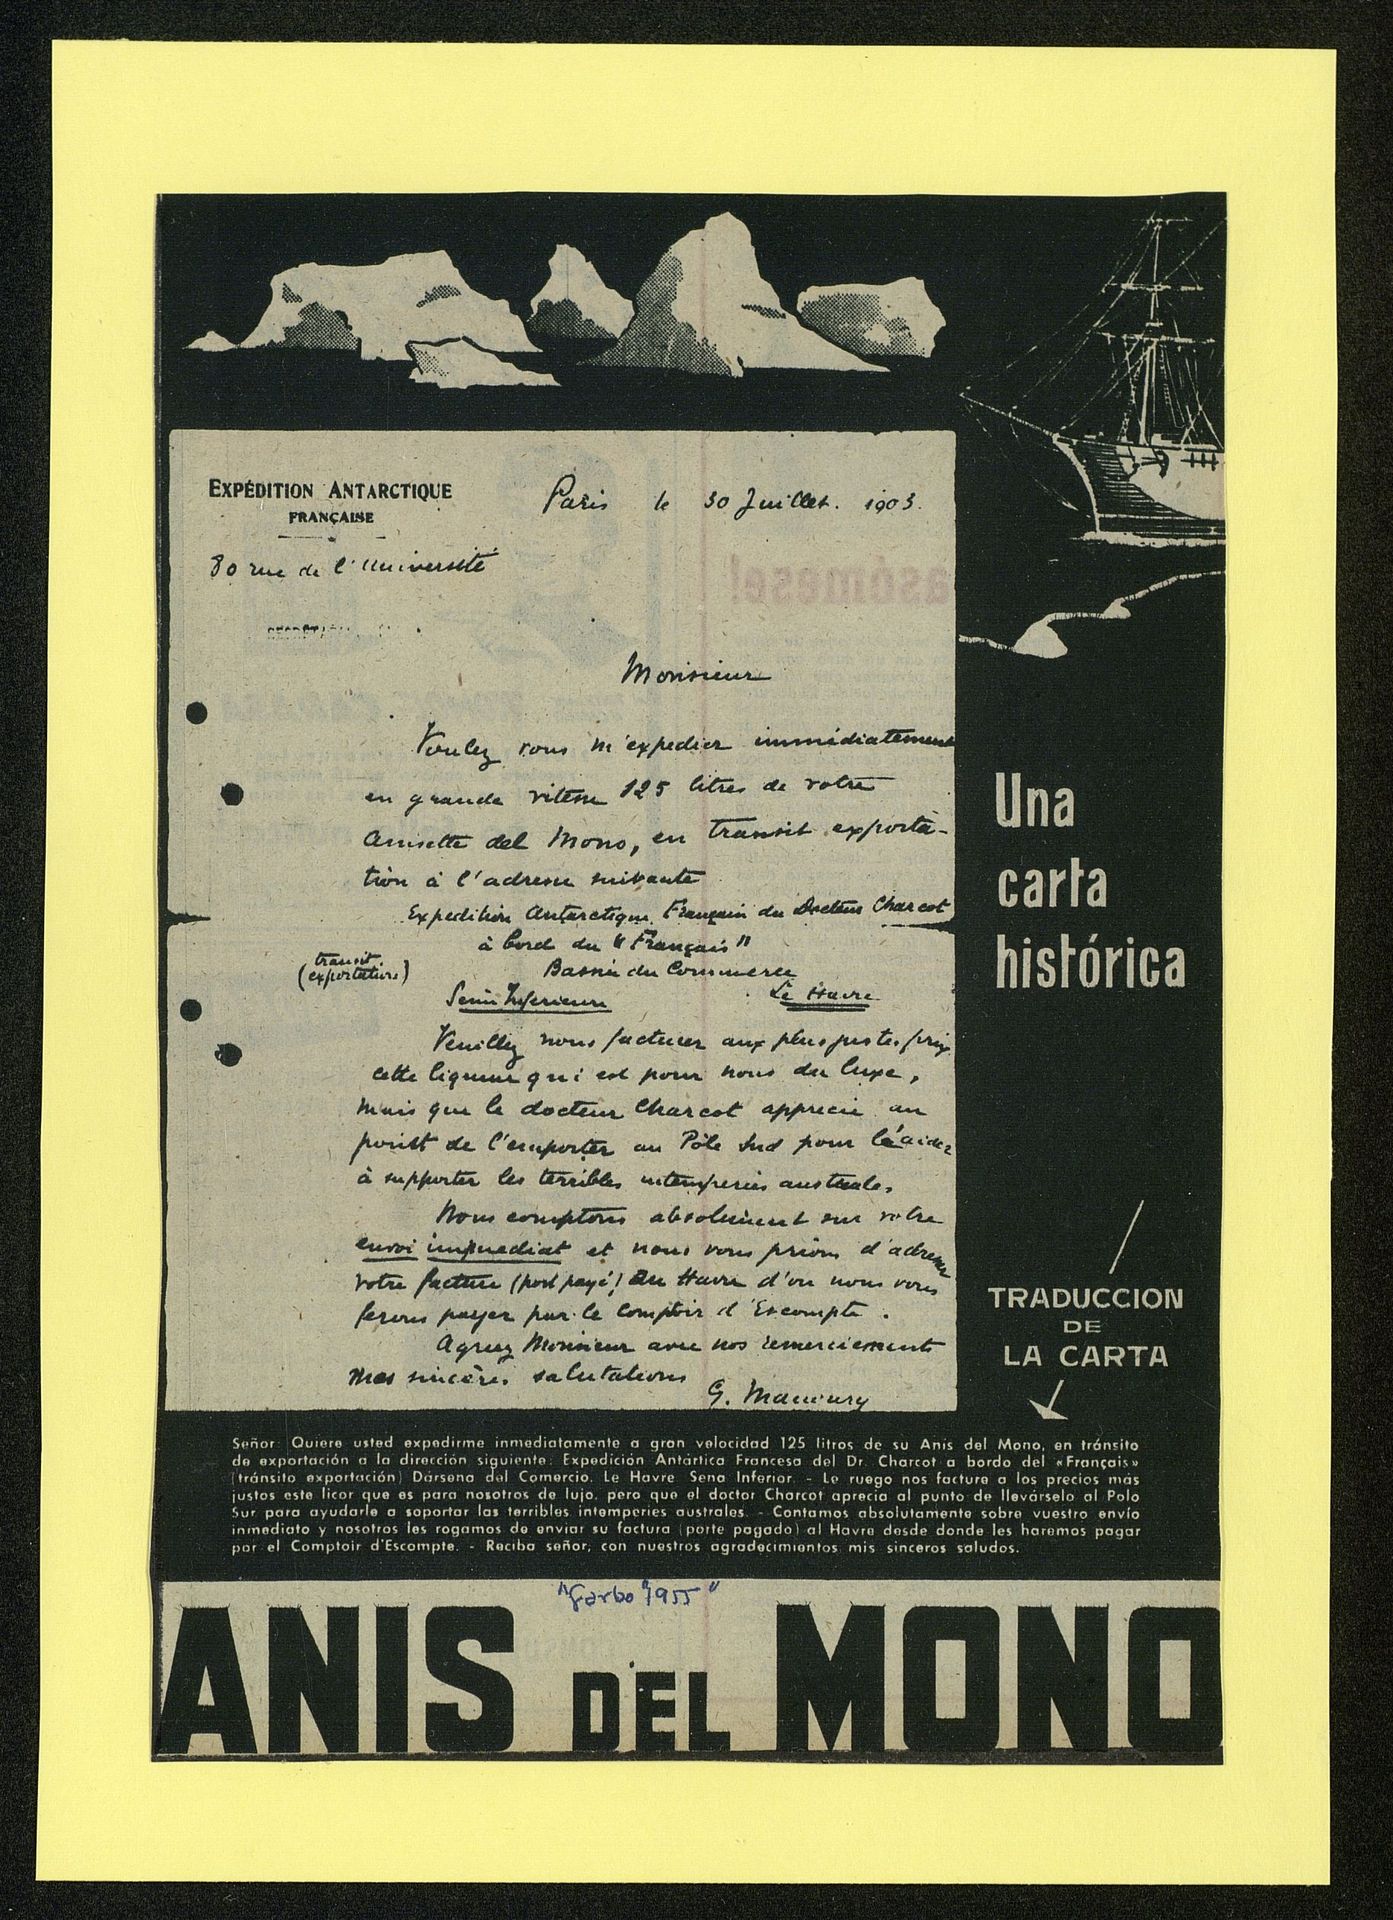 EXPÉDITION ANTARCTIQUE
FRANÇAISE
Paris le 30 Juillet. 1903.
80 rue de l'Université
Monsieur
Voulez vous m'expedier immédiatement
en grande vitesse 125 litres de votre
Anisette del Mono, en transit exporta-
tion à l'adresse suivante
Expedition Antarctique Française du Docteur Charcot
à bord du "Français"
transit
(exportation)
Bassin du Commerce
Seine Inferieure Le Havre
Veuillez nous facturer aux plus justes prix
cette liqueur qui est pour nous du luxe,
mais que le docteur Charcot apprecie au
point de l'emporter au Pôle Sud pour l'aider
à supporter les terribles intemperies australes.
Nous comptons absolument sur votre
envoi immediat et nous vous prions d'adresser
votre facture (port payé) au Havre d'ou nous vous
ferons payer par le Comptoir d'Escompte.
Agreez Monsieur avec nos remerciements
mes sincères salutations
Una
carta
histórica
TRADUCCION
DE
LA CARTA
Señor: Quiere usted expedirme inmediatamente a gran velocidad 125 litros de su Anis del Mono, en tránsito
de exportación a la dirección siguiente: Expedición Antártica Francesa del Dr. Charcot a bordo del «Français»
(tránsito exportación) Dársena del Comercio. Le Havre Sena Inferior. - Le ruego nos facture a los precios más
justos este licor que es para nosotros de lujo, pero que el doctor Charcot aprecia al punto de llevárselo al Polo
Sur para ayudarle a soportar las terribles intemperies australes. - Contamos absolutamente sobre vuestro envío
inmediato y nosotros les rogamos de enviar su factura (porte pagado) al Havre desde donde les haremos pagar
por el Comptoir d'Escompte. - Reciba señor, con nuestros agradecimientos mis sinceros saludos.
"Garbo" 1955"
ANIS DEL MONO